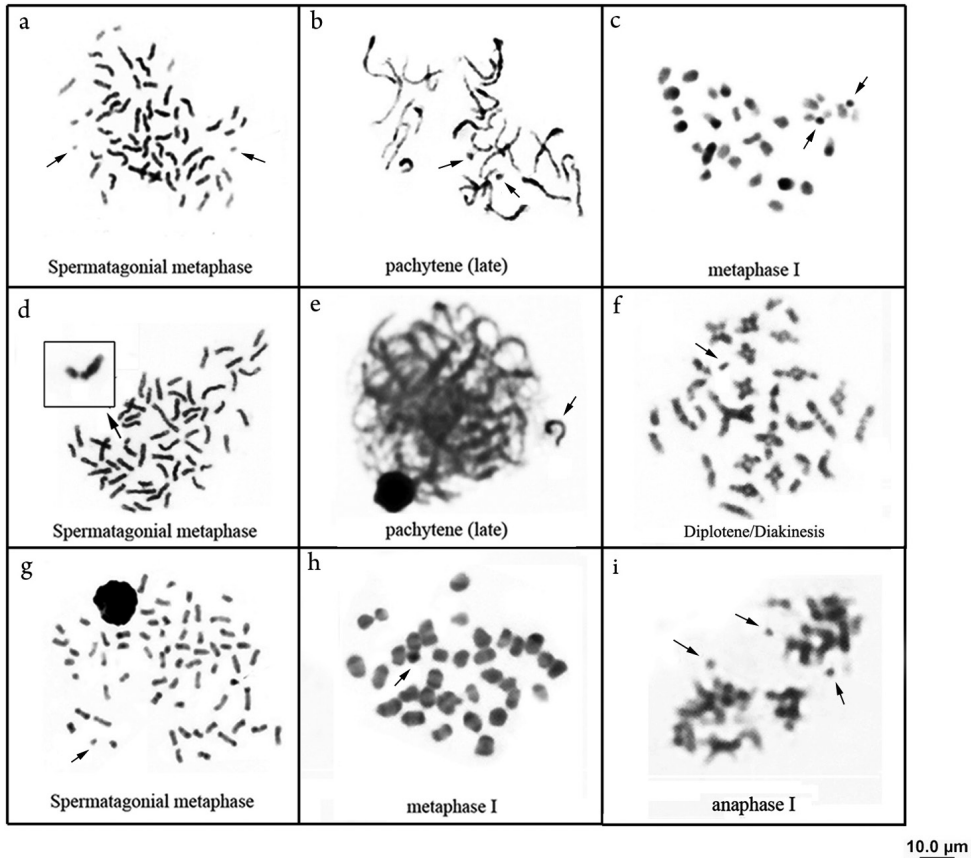 a
b
c
Spermatagonial metaphase
pachytene (late)
metaphase I
d
e
f
Spermatagonial metaphase
pachytene (late)
Diplotene/Diakinesis
g
h
i
Spermatagonial metaphase
metaphase I
anaphase I
10.0 µm